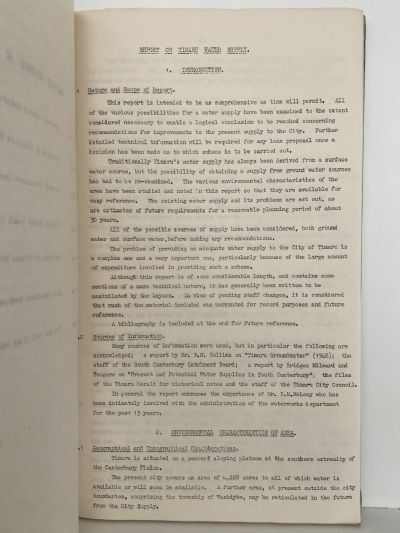 REPORT ON TIMARU WATER SUPPLY.
1. INTRODUCTION.
Nature and Scope of Report.
This report is intended to be as comprehensive as time will permit. All
of the various possibilities for a water supply have been examined to the extent
considered necessary to enable a logical conclusion to be reached concerning
recommendations for improvements to the present supply to the City. Further
detailed technical information will be required for any loan proposal once a
decision has been made as to which scheme is to be carried out.
Traditionally Timaru's water supply has always been derived from a surface
water source, but the possibility of obtaining a supply from ground water sources
has had to be re-examined. The various environmental characteristics of the
area have been studied and noted in this report so that they are available for
easy reference. The existing water supply and its problems are set out, as
are estimates of future requirements for a reasonable planning period of about
30 years.
All of the possible sources of supply have been considered, both ground
water and surface water, before making any recommendations.
The problem of providing an adequate water supply to the City of Timaru is
a complex one and a very important one, particularly because of the large amount
of expenditure involved in providing such a scheme.
Although this report is of some considerable length, and contains some
sections of a more technical nature, it has generally been written to be
assimilated by the layman. In view of pending staff changes, it is considered
that much of the material included was warranted for record purposes and future
reference.
A bibliography is included at the end for future reference.
Sources of Information.
Many sources of information were used, but in particular the following are
acknowledged; a report by Mr. B.W. Collins on "Timaru Groundwater" (1948); the
staff of the South Canterbury Catchment Board; a report by Bridges Millward and
on "Present and Potential Water Supplies in South Canterbury"; the files
of the Timaru Herald for historical notes and the staff of the Timaru City Council.
In general the report embraces the experience of Mr. who has
been intimately involved with the administration of the waterworks department
for the past 13 years.
2. ENVIRONMENTAL CHARACTERISTICS OF AREA.
Geographical and Topographical Considerations.
Timaru is situated on a seaward sloping plateau at the southern extremity of
the Canterbury Plains.
The present city covers an area of 4,226 acres to all of which water is
available or will soon be available. A further area, at present outside the city
boundaries, comprising the township of Washdyke, may be reticulated in the future
from the City Supply.